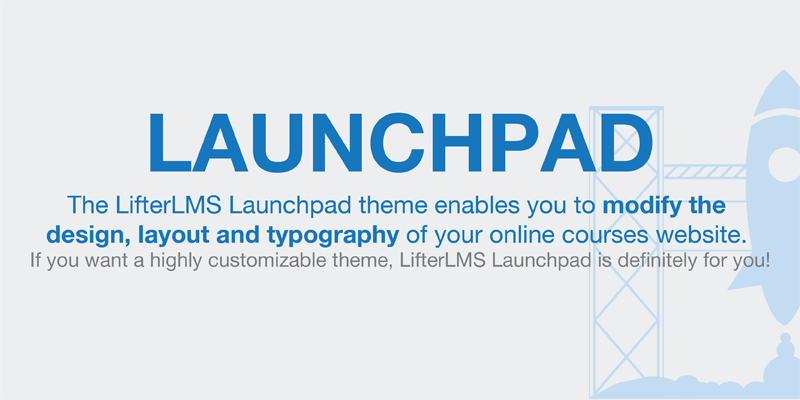 LAUNCHPAD
The LifterLMS Launchpad theme enables you to modify the
design, layout and typography of your online courses website.
If you want a highly customizable theme, LifterLMS Launchpad is definitely for you!